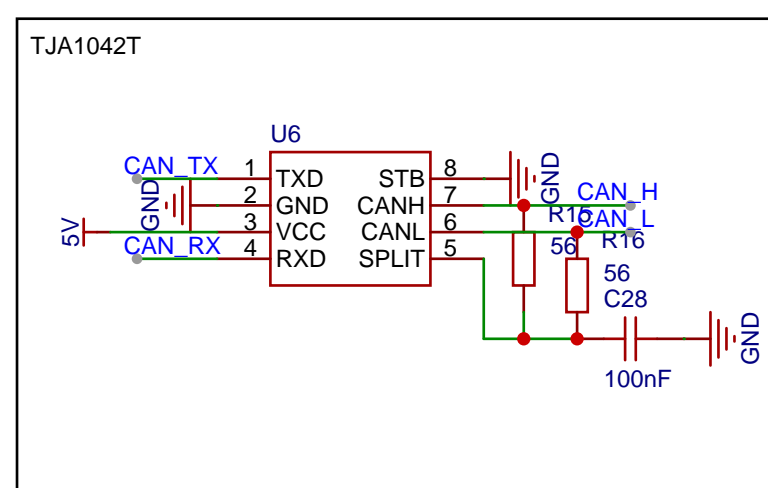 TJA1042T
U6
CAN_TX 1 TXD STB 8 GND
GND 2 GND CANH 7 CAN_H
5V 3 VCC CANL 6 R15 CAN_L
CAN_RX 4 RXD SPLIT 5 56 R16
56
C28
GND
100nF